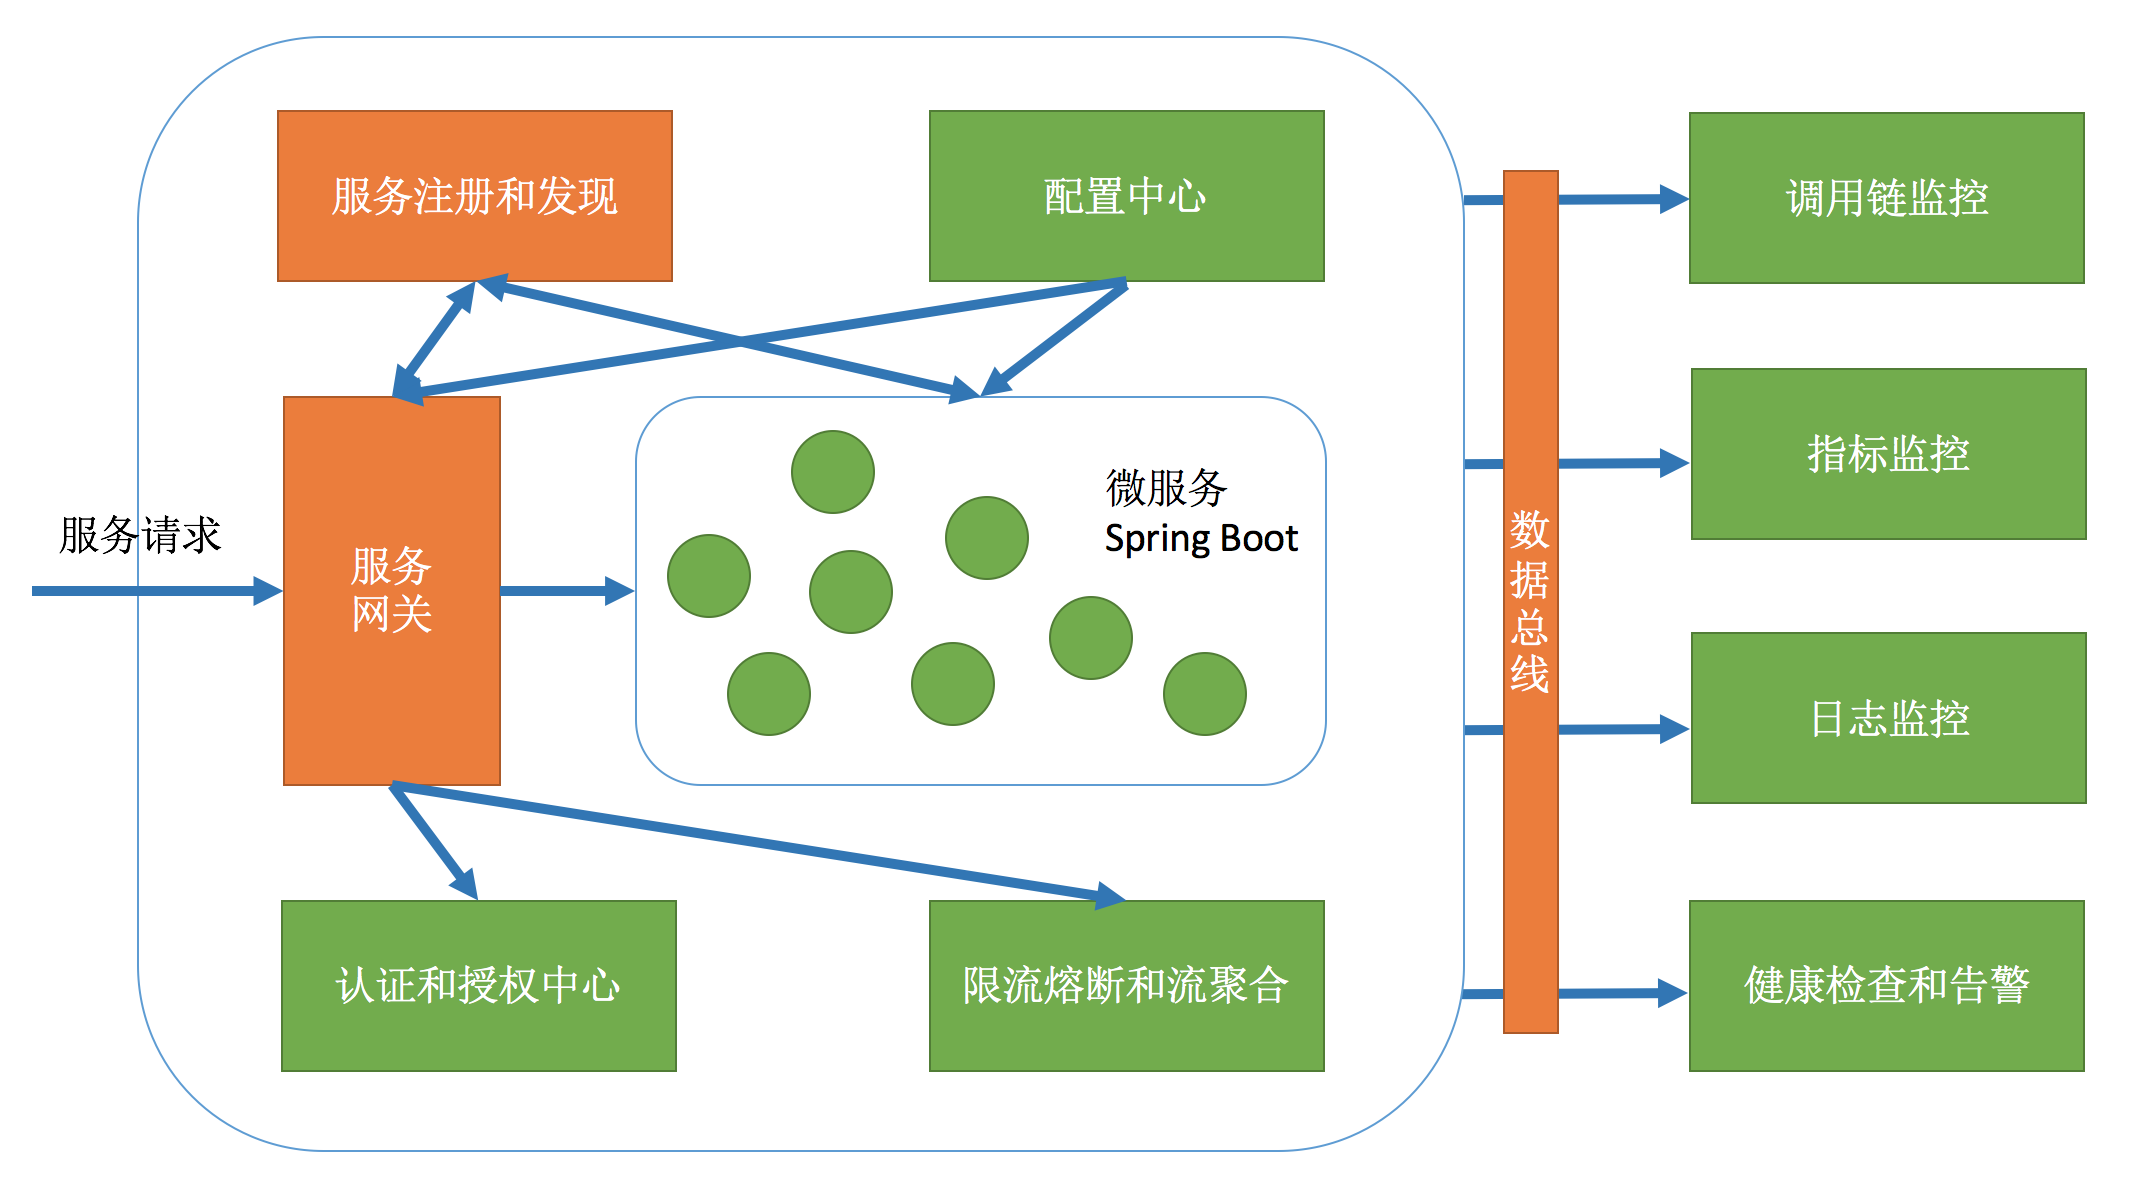 服务注册和发现
配置中心
调用链监控
指标监控
微服务
Spring Boot
服务请求
服务
网关
数
据
总
线
日志监控
认证和授权中心
限流熔断和流聚合
健康检查和告警